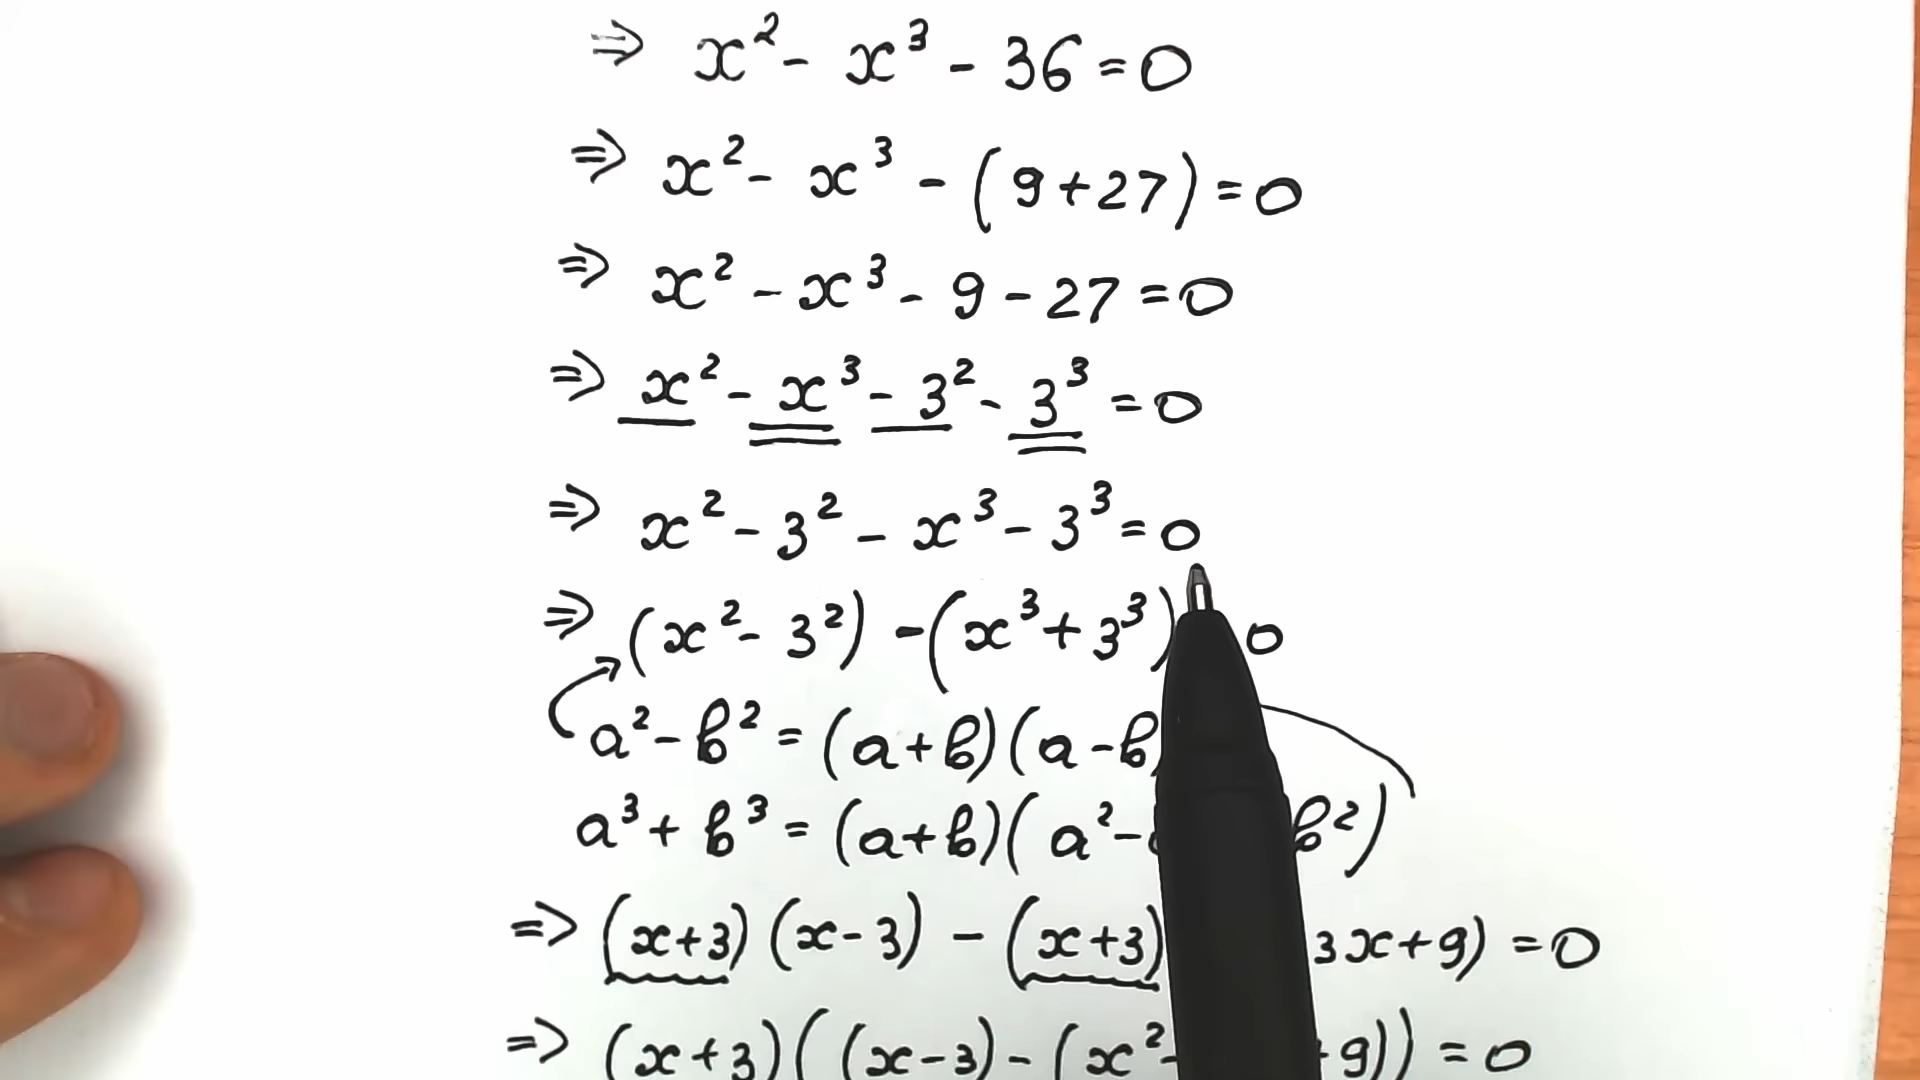 ⇒ x² - x³ - 36 = 0
⇒ x² - x³ - (9+27) = 0
⇒ x² - x³ - 9 - 27 = 0
⇒ x² - x³ - 3² - 3³ = 0
⇒ x² - 3² - x³ - 3³ = 0
⇒ (x² - 3²) - (x³ + 3³) 0
a² - b² = (a+b)(a-b
a³ + b³ = (a+b)(a² - b²)
⇒ (x+3)(x-3) - (x+3) 3x+9) = 0
⇒ (x+3)((x-3) - (x² - +9)) = 0